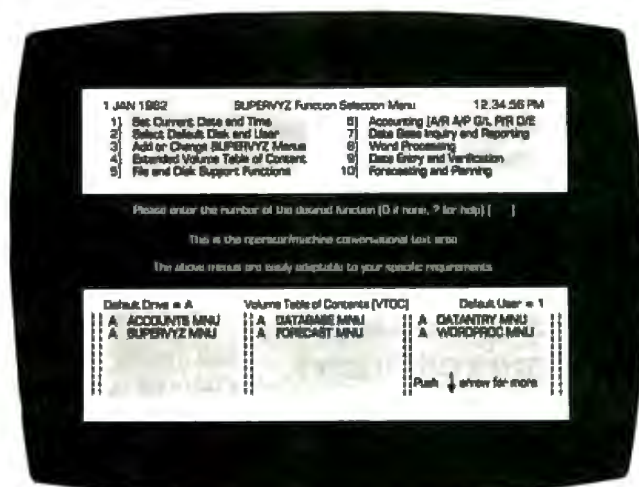 1 JAN 1982 SUPERVYZ Function Selection Menu 12.34.56 PM
1] Set Current Date and Time 6] Accounting [A/R A/P G/L P/R O/E
2] Select Default Disk and User 7] Data Base Inquiry and Reporting
3] Add or Change SUPERVYZ Menus 8] Word Processing
4] Extended Volume Table of Content 9] Data Entry and Verification
5] File and Disk Support Functions 10] Forecasting and Planning
Please enter the number of the desired function [0 if none, ? for help] [ ]
This is the operator/machine conversational text area
The above menus are easily adaptable to your specific requirements
Default Drive = A Volume Table of Contents [VTOC] Default User = 1
A ACCOUNTS MNU A DATABASE MNU A DATANTRY MNU
A SUPERVYZ MNU A FORECAST MNU A WORDPROC MNU
Push ↓ arrow for more